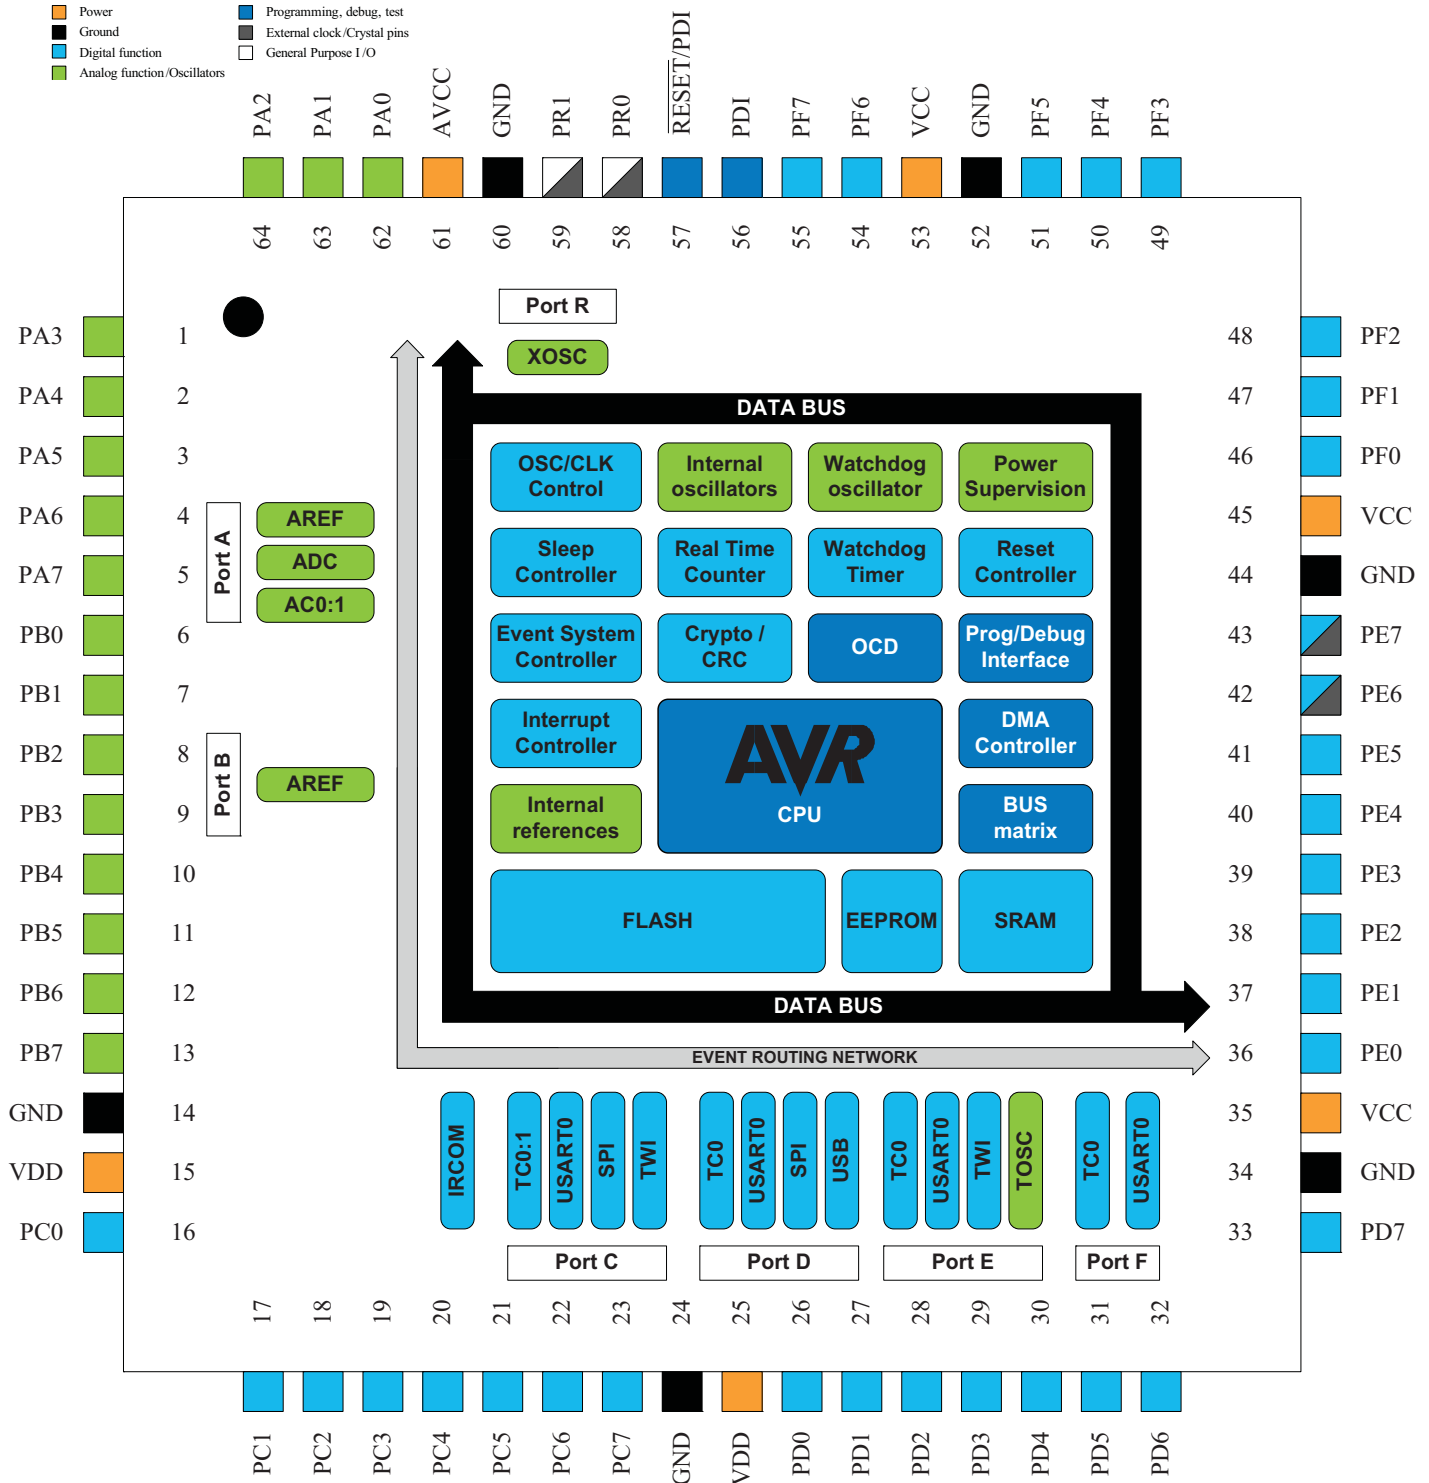 Power
Ground
Digital function
Analog function/Oscillators
Programming, debug, test
External clock/Crystal pins
General Purpose I/O
PA2
PA1
PA0
AVCC
GND
PR1
PR0
RESET/PDI
PDI
PF7
PF6
VCC
GND
PF5
PF4
PF3
64
63
62
61
60
59
58
57
56
55
54
53
52
51
50
49
PA3 1
PA4 2
PA5 3
PA6 4
PA7 5
PB0 6
PB1 7
PB2 8
PB3 9
PB4 10
PB5 11
PB6 12
PB7 13
GND 14
VDD 15
PC0 16
Port A
AREF
ADC
AC0:1
Port B
AREF
Port R
XOSC
DATA BUS
OSC/CLK
Control
Internal
oscillators
Watchdog
oscillator
Power
Supervision
Sleep
Controller
Real Time
Counter
Watchdog
Timer
Reset
Controller
Event System
Controller
Crypto /
CRC
OCD
Prog/Debug
Interface
Interrupt
Controller
AVR
CPU
DMA
Controller
Internal
references
BUS
matrix
FLASH
EEPROM
SRAM
DATA BUS
EVENT ROUTING NETWORK
48 PF2
47 PF1
46 PF0
45 VCC
44 GND
43 PE7
42 PE6
41 PE5
40 PE4
39 PE3
38 PE2
37 PE1
36 PE0
35 VCC
34 GND
33 PD7
IRCOM
TC0:1
USART0
SPI
TWI
TC0
USART0
SPI
USB
TC0
USART0
TWI
TOSC
TC0
USART0
Port C
Port D
Port E
Port F
17
18
19
20
21
22
23
24
25
26
27
28
29
30
31
32
PC1
PC2
PC3
PC4
PC5
PC6
PC7
GND
VDD
PD0
PD1
PD2
PD3
PD4
PD5
PD6